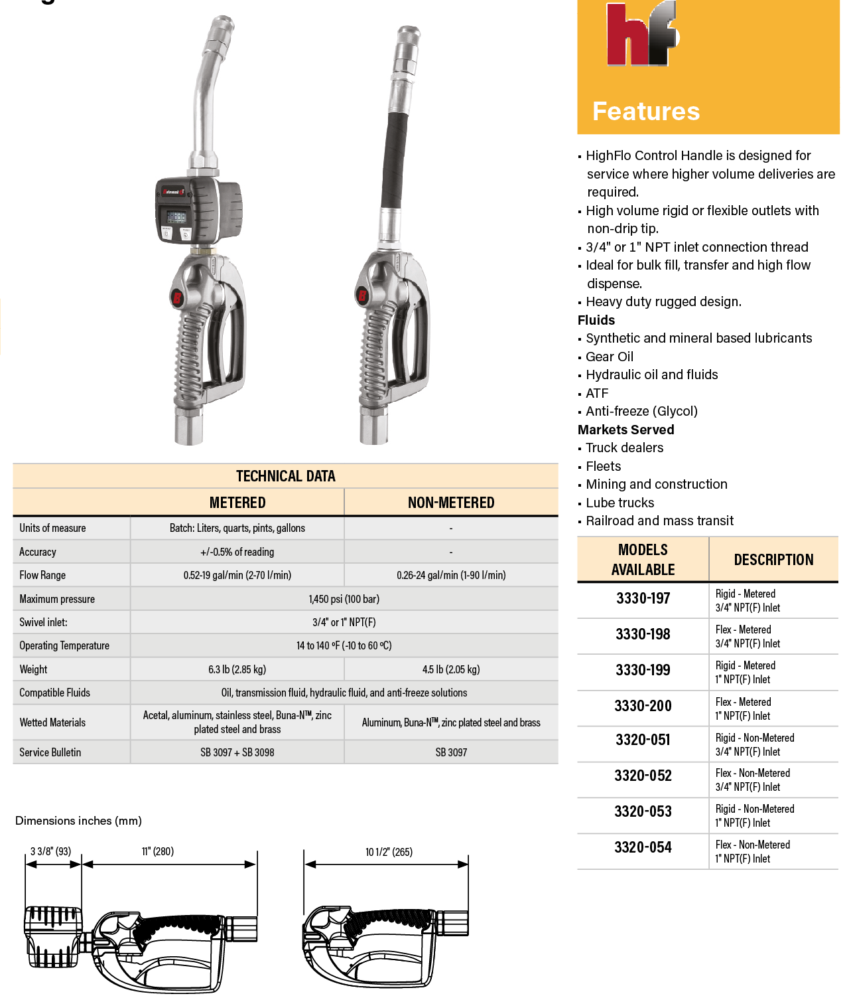 hf
Features
• HighFlo Control Handle is designed for
service where higher volume deliveries are
required.
• High volume rigid or flexible outlets with
non-drip tip.
• 3/4" or 1" NPT inlet connection thread
• Ideal for bulk fill, transfer and high flow
dispense.
• Heavy duty rugged design.
Fluids
• Synthetic and mineral based lubricants
• Gear Oil
• Hydraulic oil and fluids
• ATF
• Anti-freeze (Glycol)
Markets Served
• Truck dealers
• Fleets
• Mining and construction
• Lube trucks
• Railroad and mass transit
TECHNICAL DATA
METERED NON-METERED
Units of measure Batch: Liters, quarts, pints, gallons -
Accuracy +/-0.5% of reading -
Flow Range 0.52-19 gal/min (2-70 l/min) 0.26-24 gal/min (1-90 l/min)
Maximum pressure 1,450 psi (100 bar)
Swivel inlet: 3/4" or 1" NPT(F)
Operating Temperature 14 to 140 ºF (-10 to 60 ºC)
Weight 6.3 lb (2.85 kg) 4.5 lb (2.05 kg)
Compatible Fluids Oil, transmission fluid, hydraulic fluid, and anti-freeze solutions
Wetted Materials Acetal, aluminum, stainless steel, Buna-N™, zinc
plated steel and brass Aluminum, Buna-N™, zinc plated steel and brass
Service Bulletin SB 3097 + SB 3098 SB 3097
MODELS
AVAILABLE DESCRIPTION
3330-197 Rigid - Metered
3/4" NPT(F) Inlet
3330-198 Flex - Metered
3/4" NPT(F) Inlet
3330-199 Rigid - Metered
1" NPT(F) Inlet
3330-200 Flex - Metered
1" NPT(F) Inlet
3320-051 Rigid - Non-Metered
3/4" NPT(F) Inlet
3320-052 Flex - Non-Metered
3/4" NPT(F) Inlet
3320-053 Rigid - Non-Metered
1" NPT(F) Inlet
3320-054 Flex - Non-Metered
1" NPT(F) Inlet
Dimensions inches (mm)
3 3/8" (93) 11" (280) 10 1/2" (265)